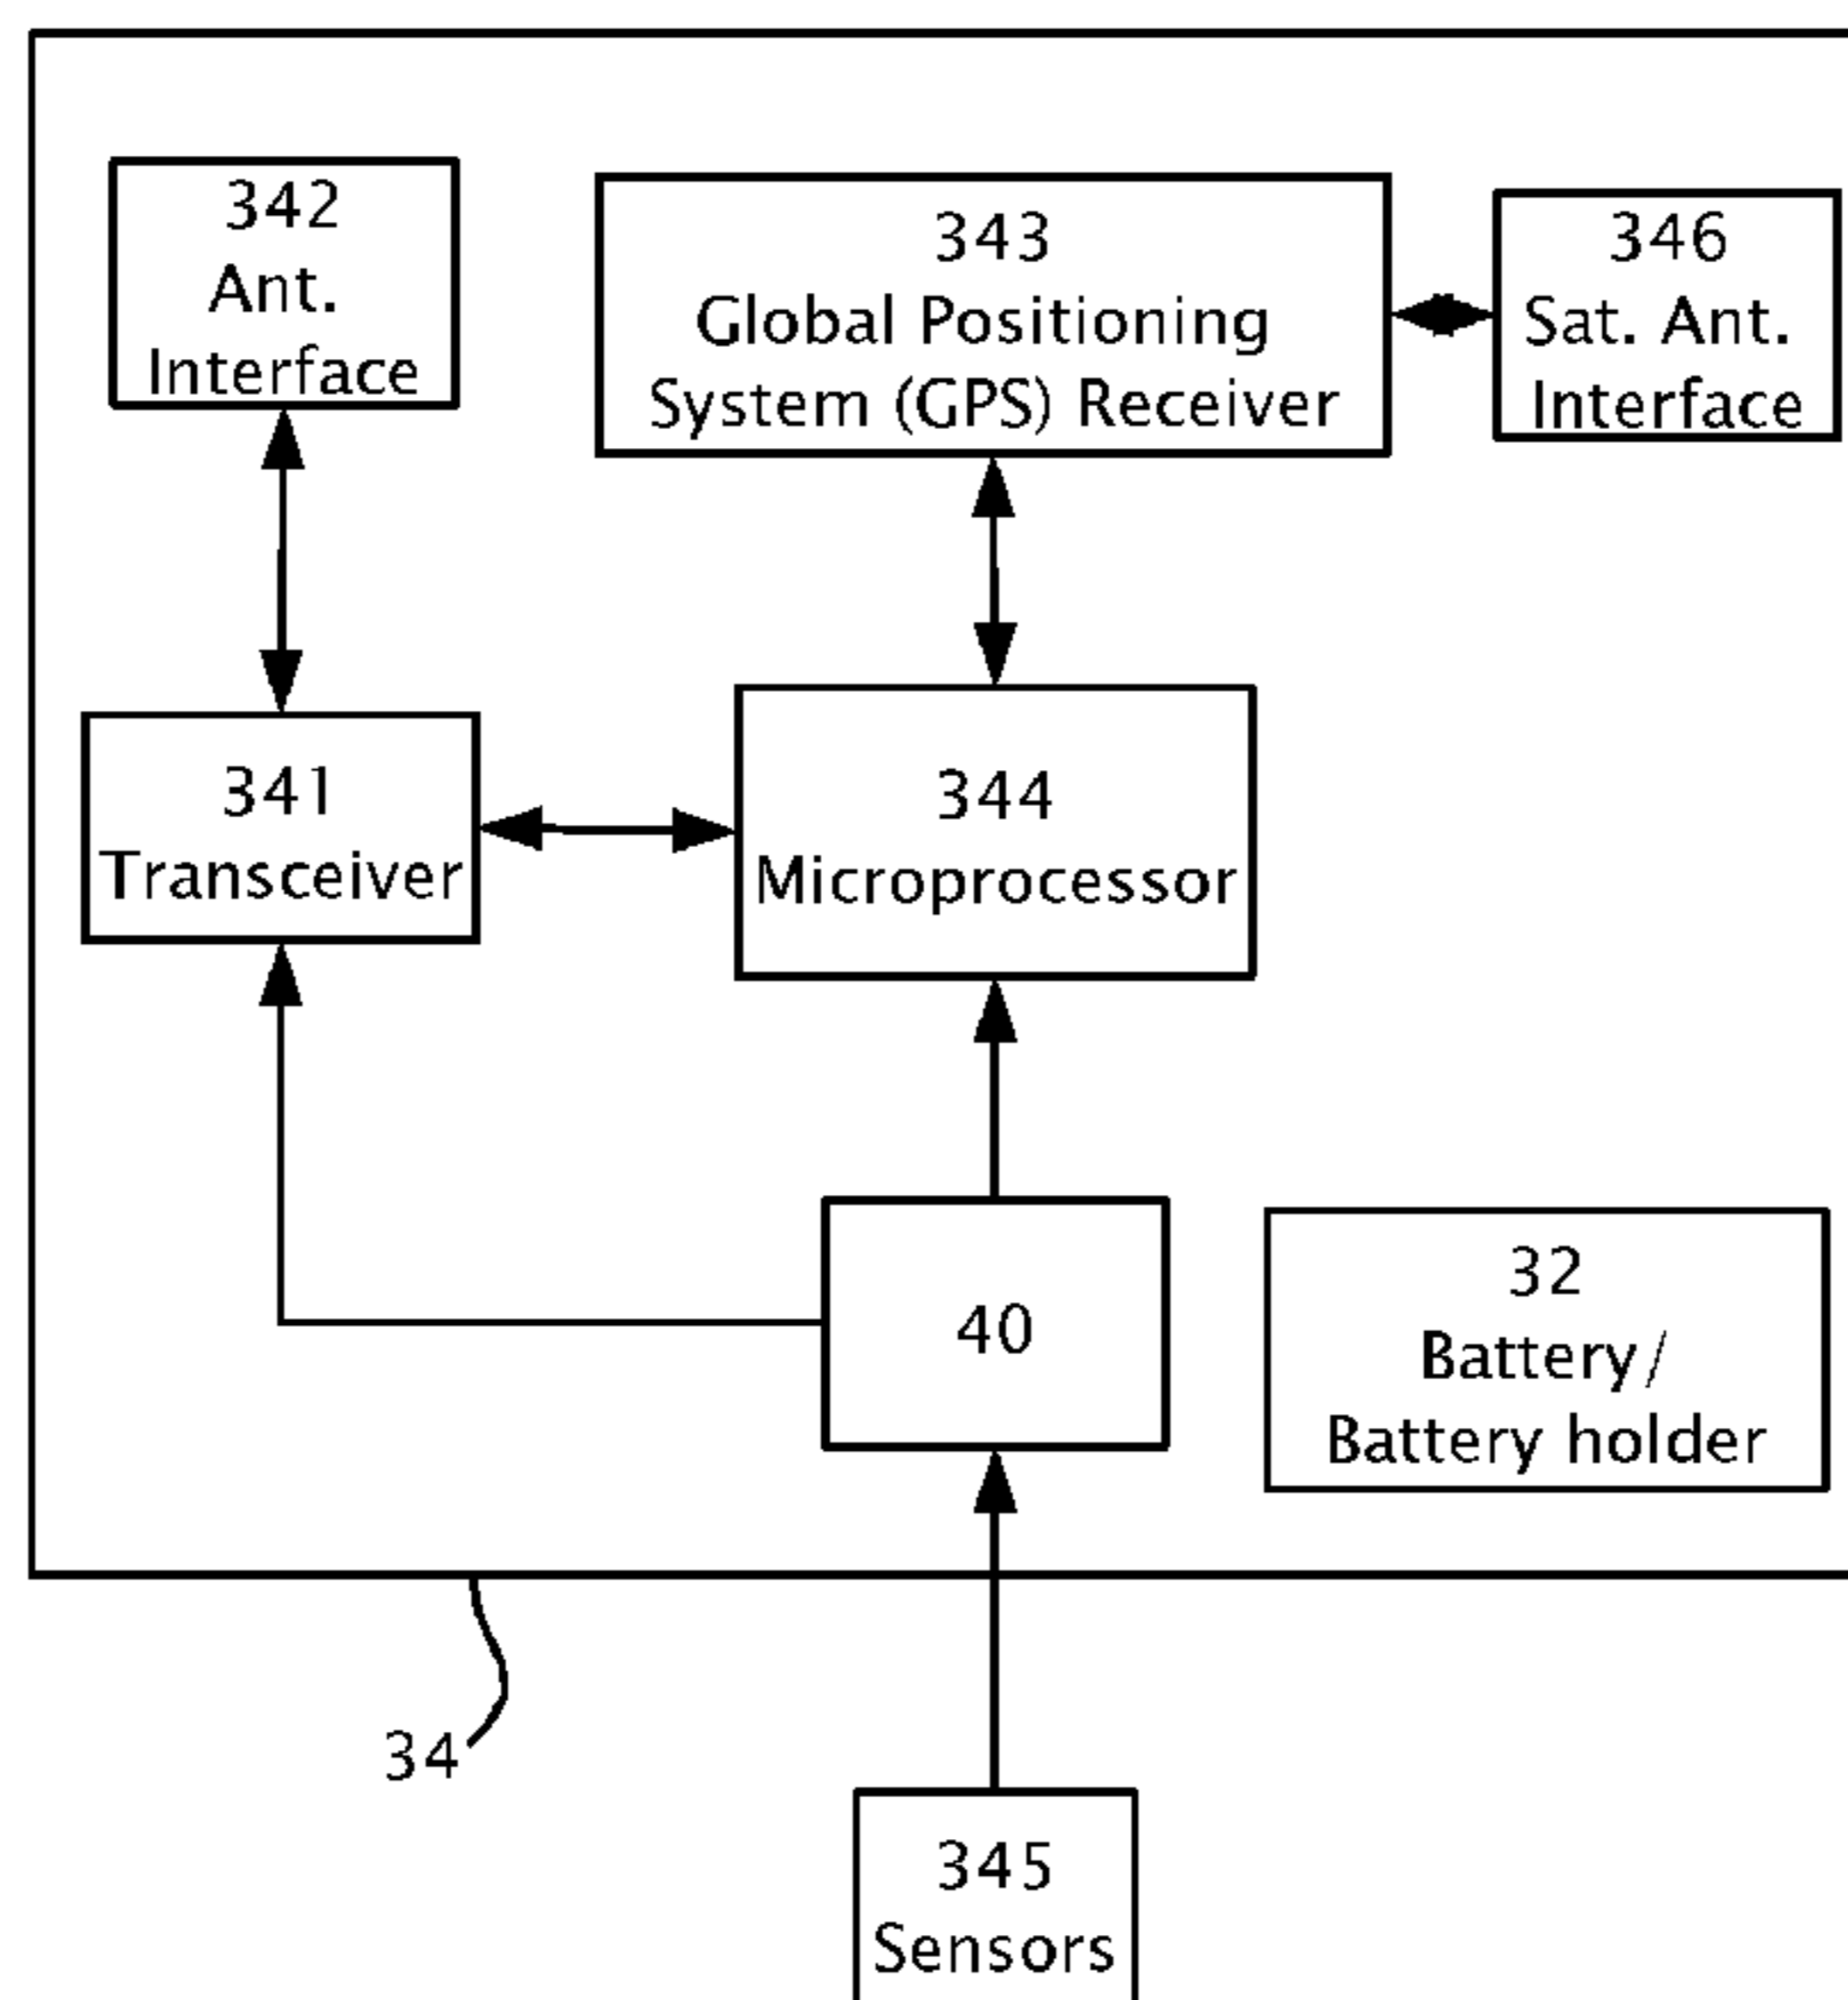 342
Ant.
Interface
343
Global Positioning
System (GPS) Receiver
346
Sat. Ant.
Interface
341
Transceiver
344
Microprocessor
40
32
Battery/
Battery holder
34
345
Sensors